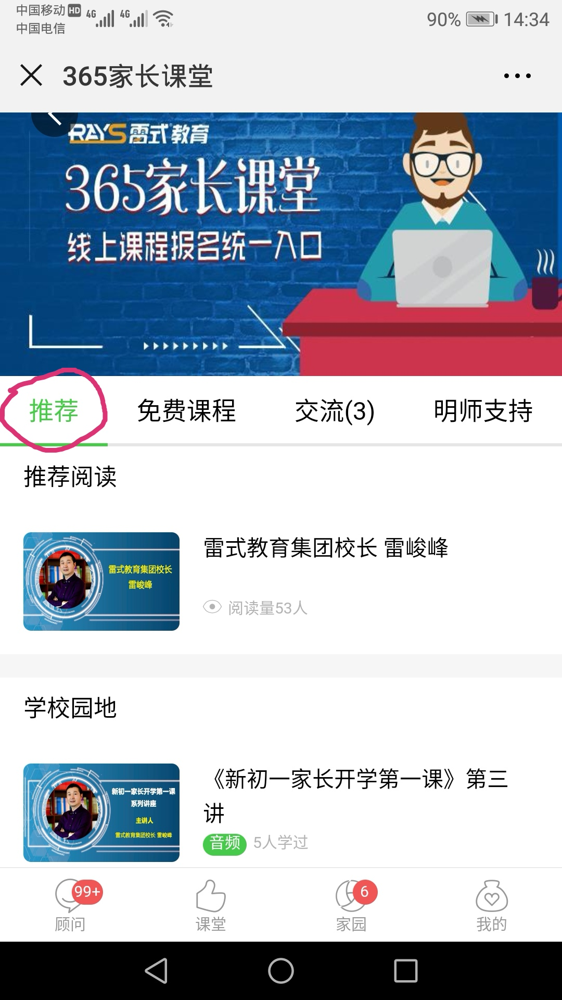 中国移动 HD 4G 4G 90% 14:34
中国电信
365家长课堂
RAYS雷式教育
365家长课堂
线上课程报名统一入口
推荐 免费课程 交流(3) 明师支持
推荐阅读
雷式教育集团校长 雷峻峰
雷式教育集团校长
雷峻峰
阅读量53人
学校园地
《新初一家长开学第一课》第三
讲
新初一家长开学第一课
系列讲座
主讲人
雷式教育集团校长 雷峻峰
音频 5人学过
99+ 6
顾问 课堂 家园 我的